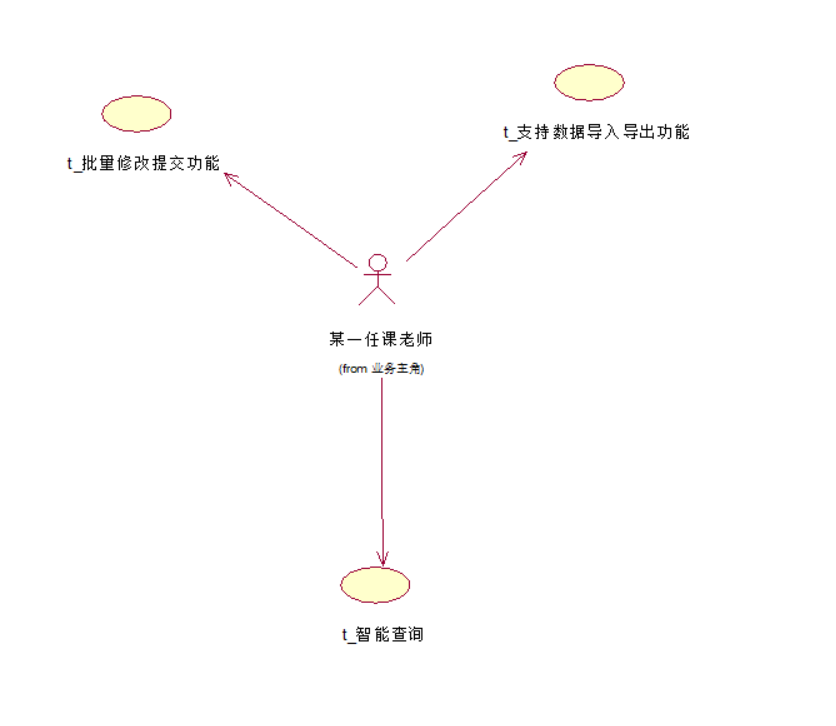 t_支持数据导入导出功能
t_批量修改提交功能
某一任课老师
(from 业务主角)
t_智能查询